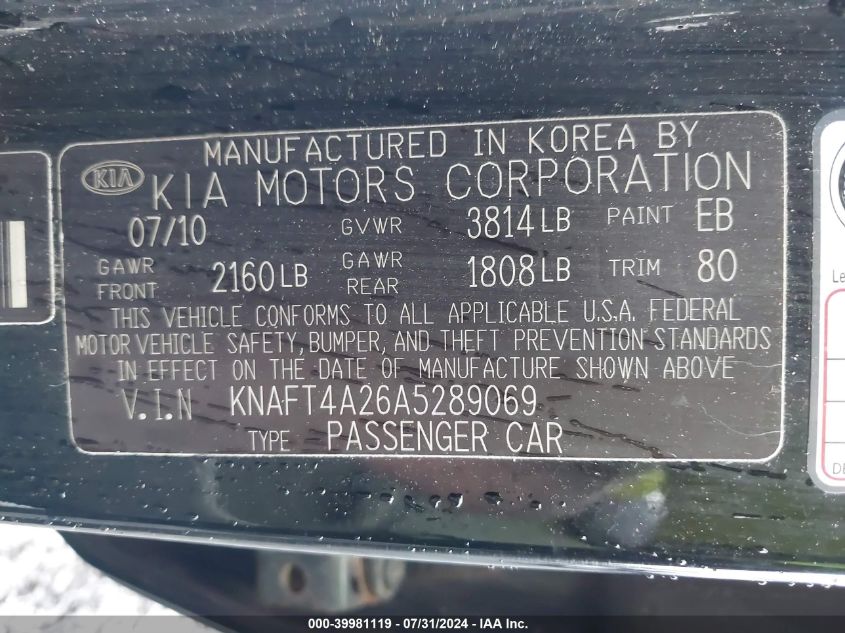 MANUFACTURED IN KOREA BY
KIA KIA MOTORS CORPORATION
07/10 GVWR 3814 LB PAINT EB
GAWR FRONT 2160 LB GAWR REAR 1808 LB TRIM 80
THIS VEHICLE CONFORMS TO ALL APPLICABLE U.S.A. FEDERAL
MOTOR VEHICLE SAFETY, BUMPER, AND THEFT PREVENTION STANDARDS
IN EFFECT ON THE DATE OF MANUFACTURE SHOWN ABOVE
V.I.N KNAFT4A26A5289069
TYPE PASSENGER CAR
000-39981119 - 07/31/2024 - IAA Inc.